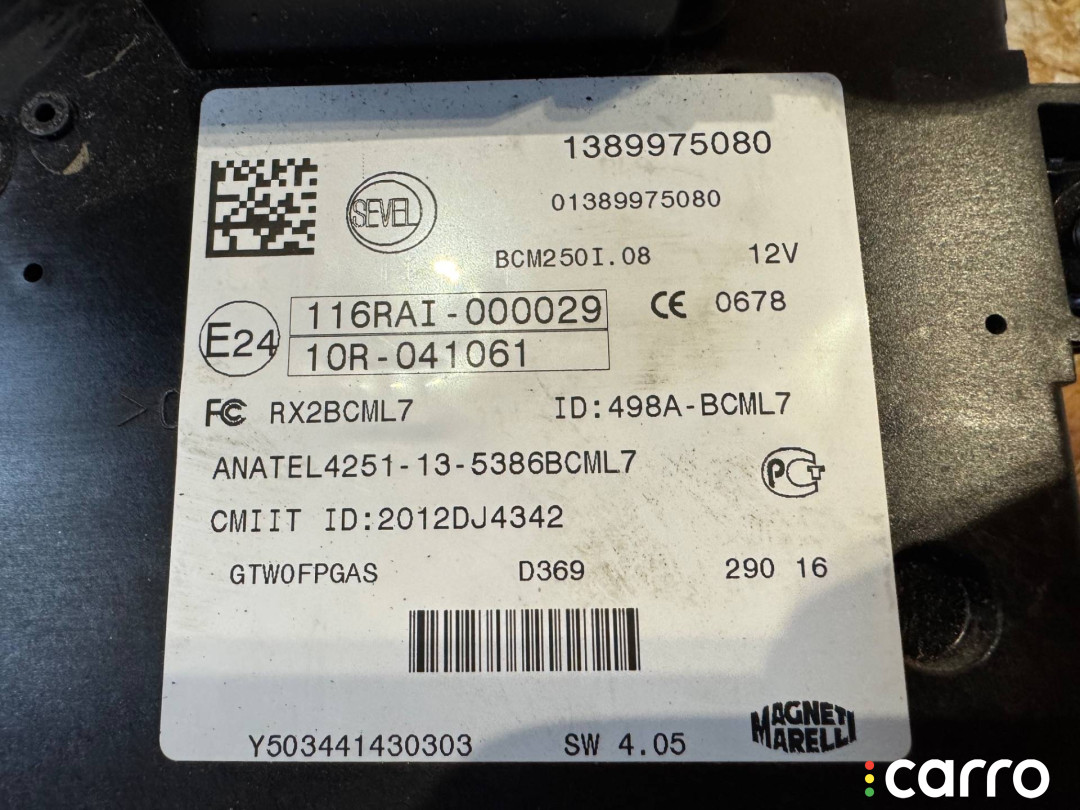 1389975080
SEVEL
01389975080
BCM250I.08 12V
E24 116RAI-000029 CE 0678
10R-041061
FC RX2BCML7 ID:498A-BCML7
ANATEL4251-13-5386BCML7 PCT
CMIIT ID:2012DJ4342
GTW0FPGAS D369 290 16
Y503441430303 SW 4.05
MAGNETI
MARELLI
carro